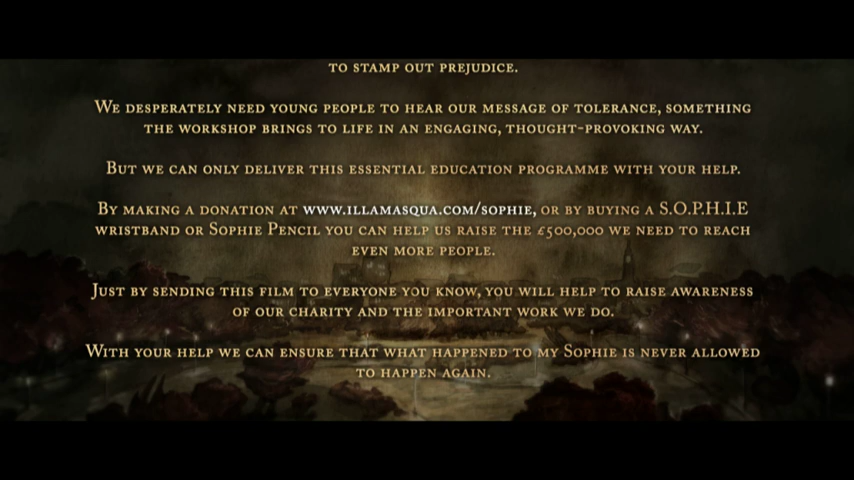 TO STAMP OUT PREJUDICE.
WE DESPERATELY NEED YOUNG PEOPLE TO HEAR OUR MESSAGE OF TOLERANCE, SOMETHING
THE WORKSHOP BRINGS TO LIFE IN AN ENGAGING, THOUGHT-PROVOKING WAY.
BUT WE CAN ONLY DELIVER THIS ESSENTIAL EDUCATION PROGRAMME WITH YOUR HELP.
BY MAKING A DONATION AT WWW.ILLAMASQUA.COM/SOPHIE, OR BY BUYING A S.O.P.H.I.E
WRISTBAND OR SOPHIE PENCIL YOU CAN HELP US RAISE THE £500,000 WE NEED TO REACH
EVEN MORE PEOPLE.
JUST BY SENDING THIS FILM TO EVERYONE YOU KNOW, YOU WILL HELP TO RAISE AWARENESS
OF OUR CHARITY AND THE IMPORTANT WORK WE DO.
WITH YOUR HELP WE CAN ENSURE THAT WHAT HAPPENED TO MY SOPHIE IS NEVER ALLOWED
TO HAPPEN AGAIN.